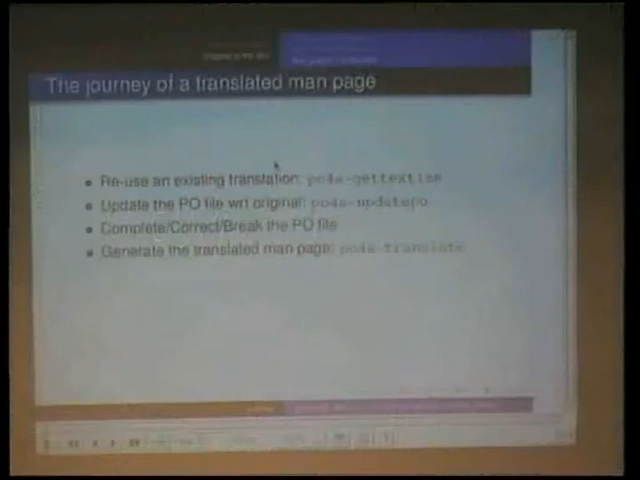 The journey of a translated man page
Re-use an existing translation: po4a-gettextize
Update the PO file wrt original: po4a-updatepo
Complete/Correct/Break the PO file
Generate the translated man page: po4a-translate